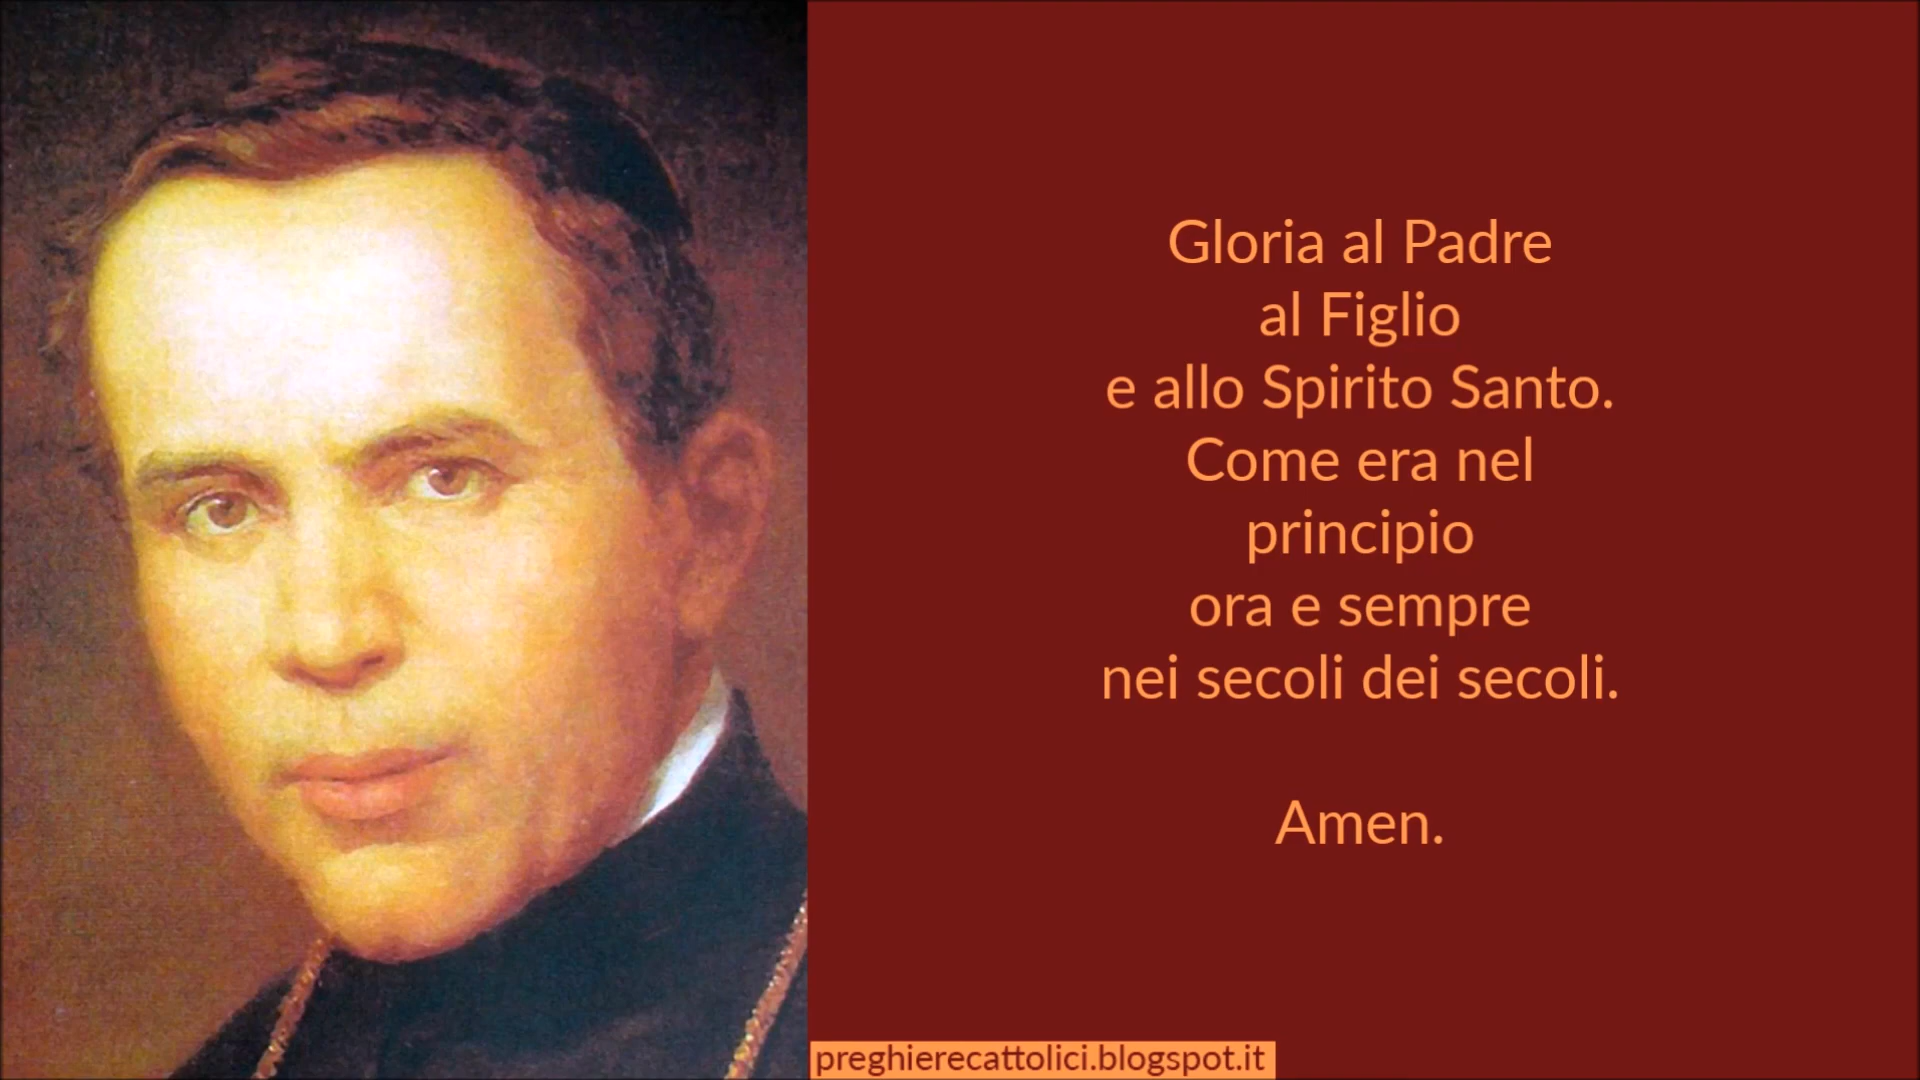 Gloria al Padre
al Figlio
e allo Spirito Santo.
Come era nel
principio
ora e sempre
nei secoli dei secoli.
Amen.
preghierecattolici.blogspot.it